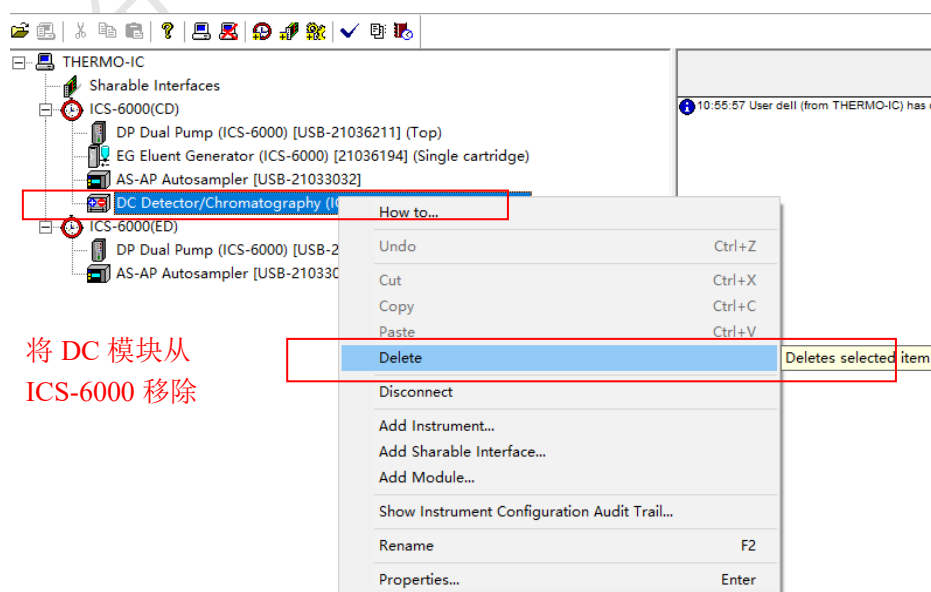 THERMO-IC
Sharable Interfaces
ICS-6000(CD)
DP Dual Pump (ICS-6000) [USB-21036211] (Top)
EG Eluent Generator (ICS-6000) [21036194] (Single cartridge)
AS-AP Autosampler [USB-21033032]
DC Detector/Chromatography (IC
ICS-6000(ED)
DP Dual Pump (ICS-6000) [USB-2
AS-AP Autosampler [USB-210330
10:55:57 User dell (from THERMO-IC) has
How to...
Undo Ctrl+Z
Cut Ctrl+X
Copy Ctrl+C
Paste Ctrl+V
Delete
Deletes selected item
Disconnect
Add Instrument...
Add Sharable Interface...
Add Module...
Show Instrument Configuration Audit Trail...
Rename F2
Properties... Enter
将 DC 模块从
ICS-6000 移除